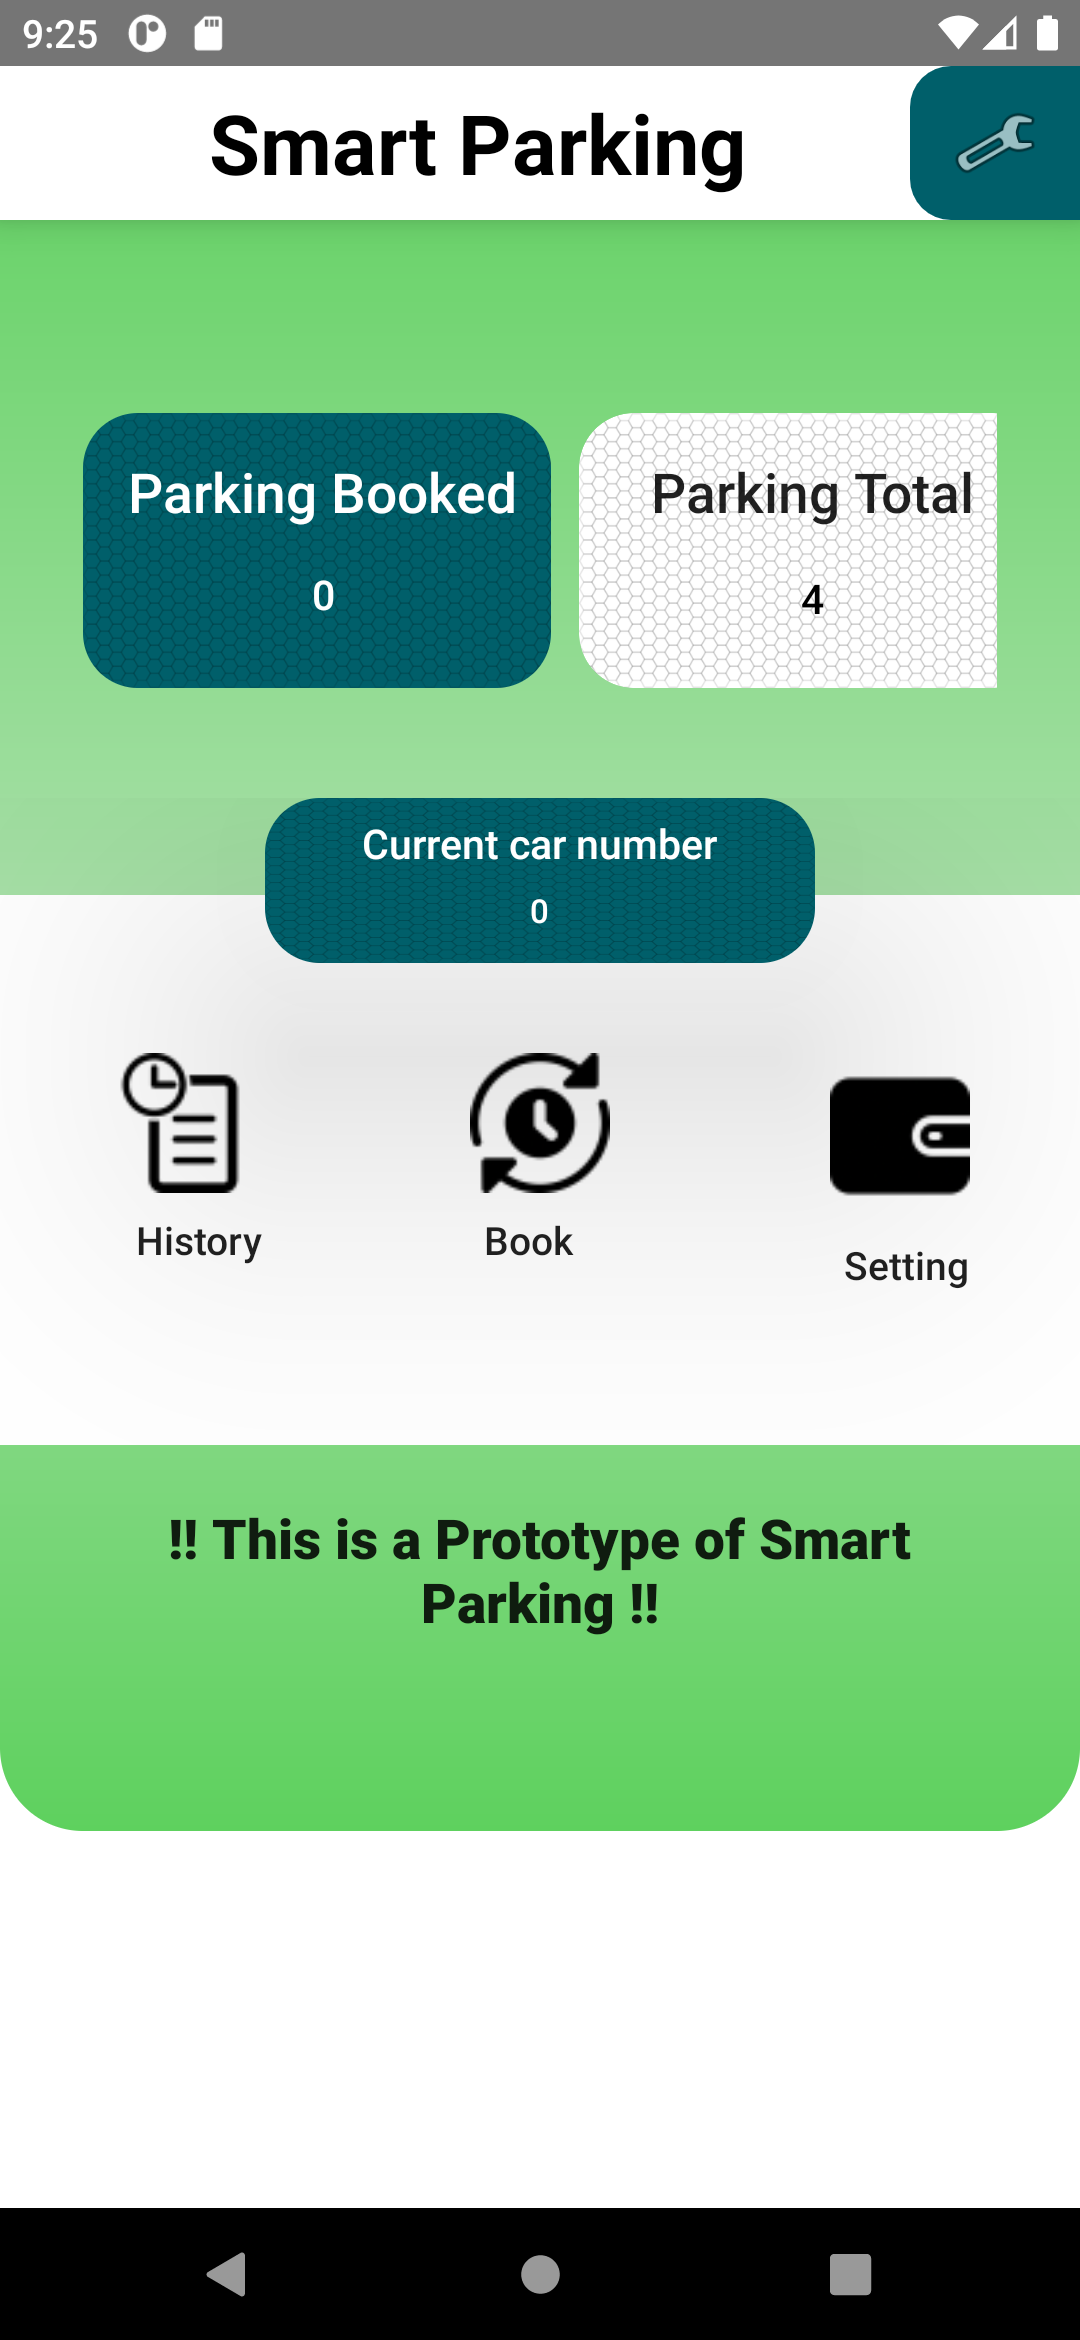 9:25
Smart Parking
Parking Booked
0
Parking Total
4
Current car number
0
History
Book
Setting
!! This is a Prototype of Smart
Parking !!